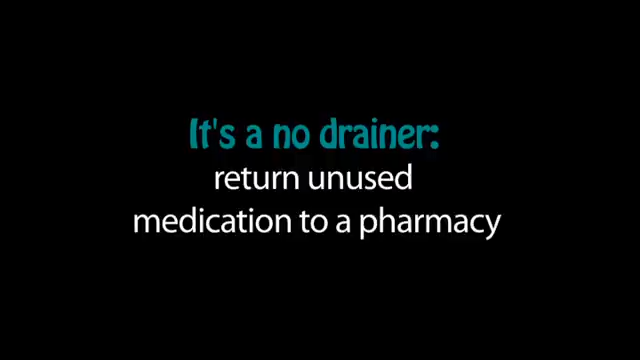 It's a no drainer:
return unused
medication to a pharmacy